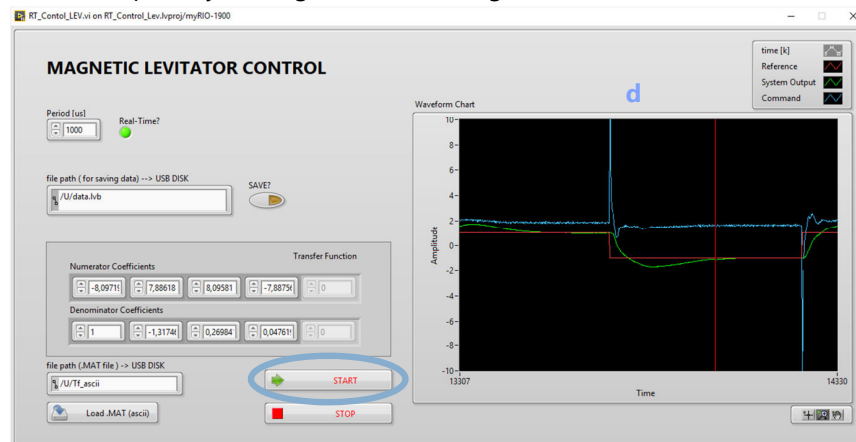 RT_Contol_LEV.vi on RT_Control_Lev.lvproj/myRIO-1900
MAGNETIC LEVITATOR CONTROL
Period [us]
1000
Real-Time?
file path ( for saving data) --> USB DISK
/U/data.lvb
SAVE?
Transfer Function
Numerator Coefficients
-8,0971 7,88618 8,09581 -7,8875 0
Denominator Coefficients
1 -1,3174 0,26984 0,04761 0
file path (.MAT file ) -> USB DISK
/U/Tf_ascii
START
Load .MAT (ascii)
STOP
time [k]
Reference
System Output
Command
d
Waveform Chart
Amplitude
10
8
6
4
2
0
-2
-4
-6
-8
-10
13307 14330
Time